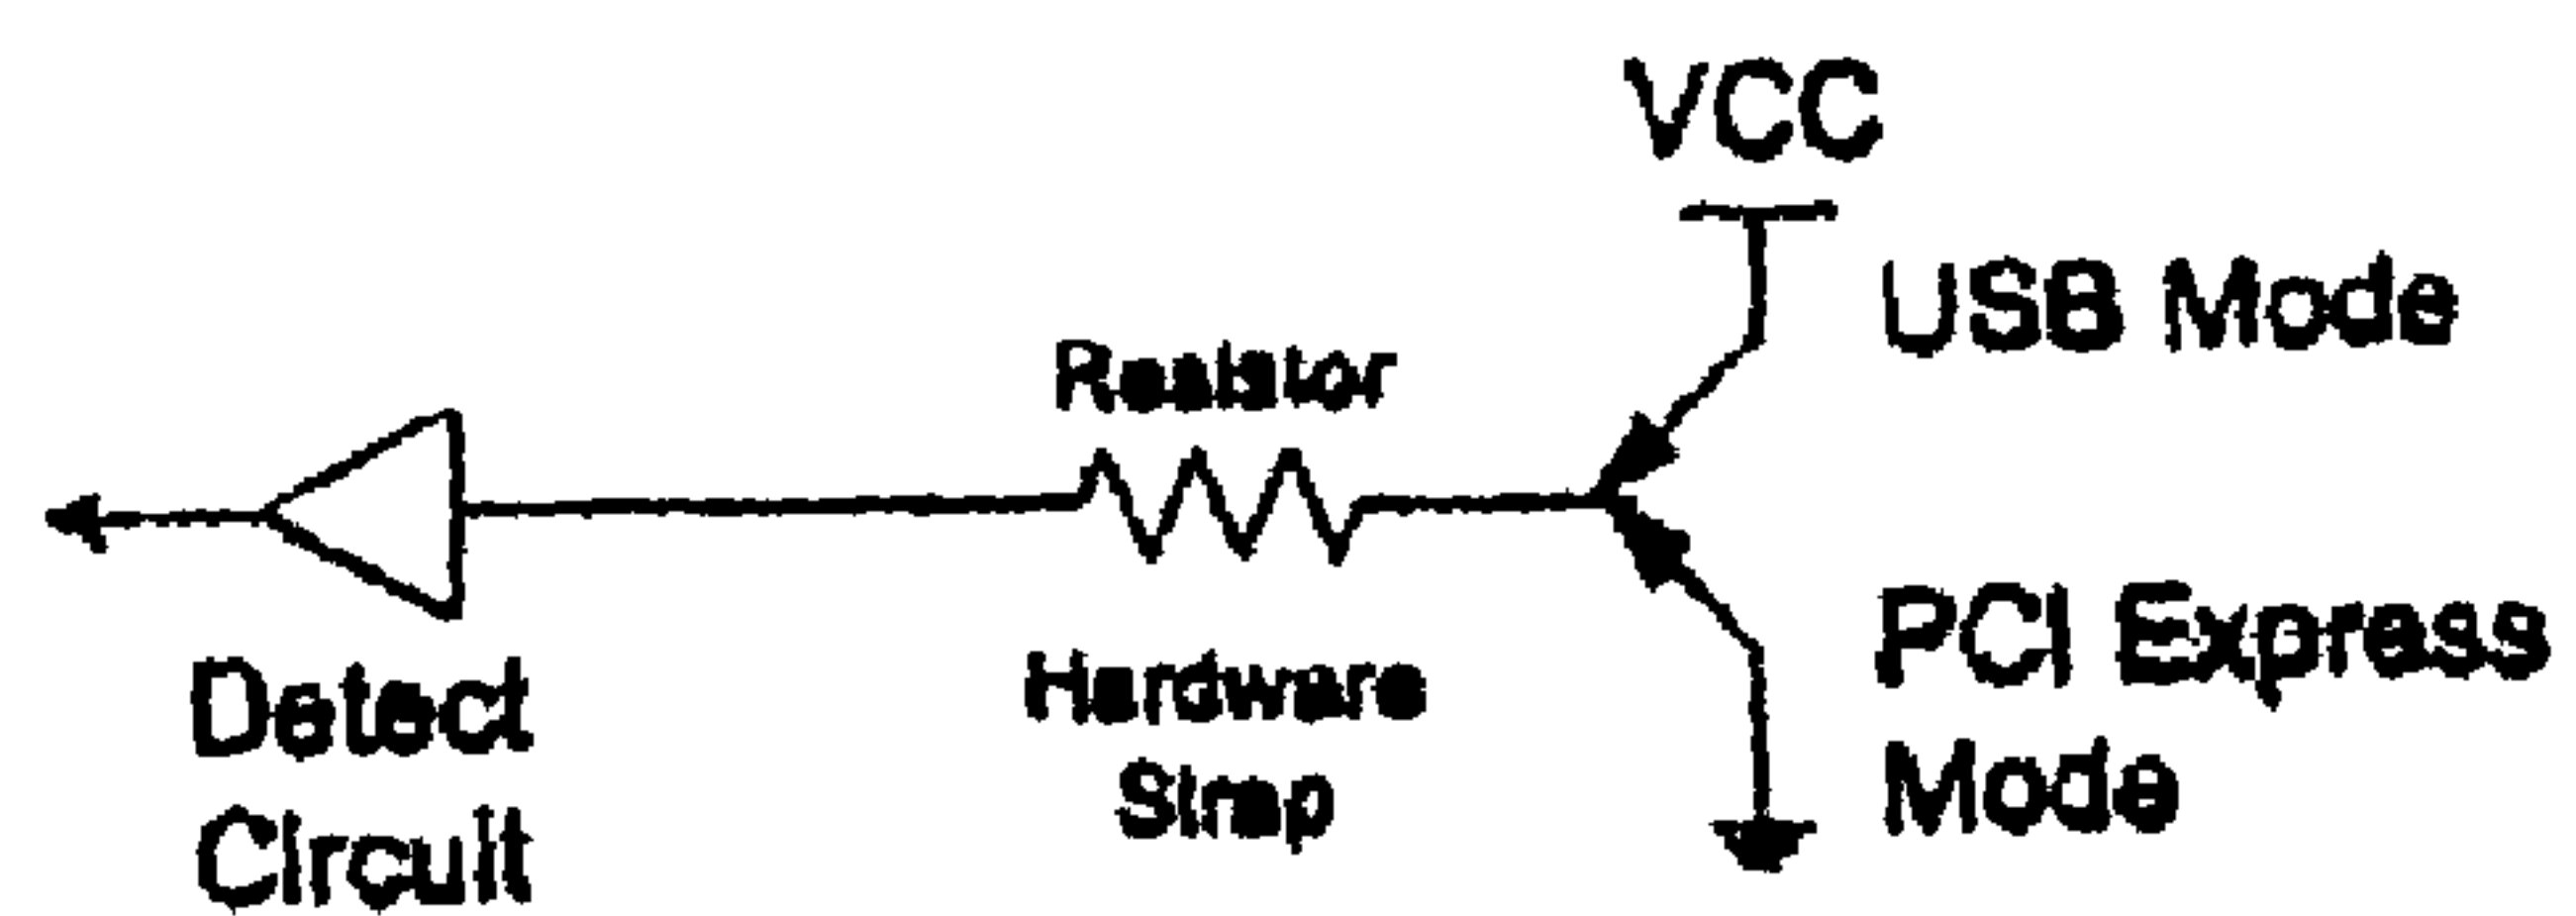 VCC
USB Mode
Resistor
PCI Express
Mode
Hardware
Strap
Detect
Circuit